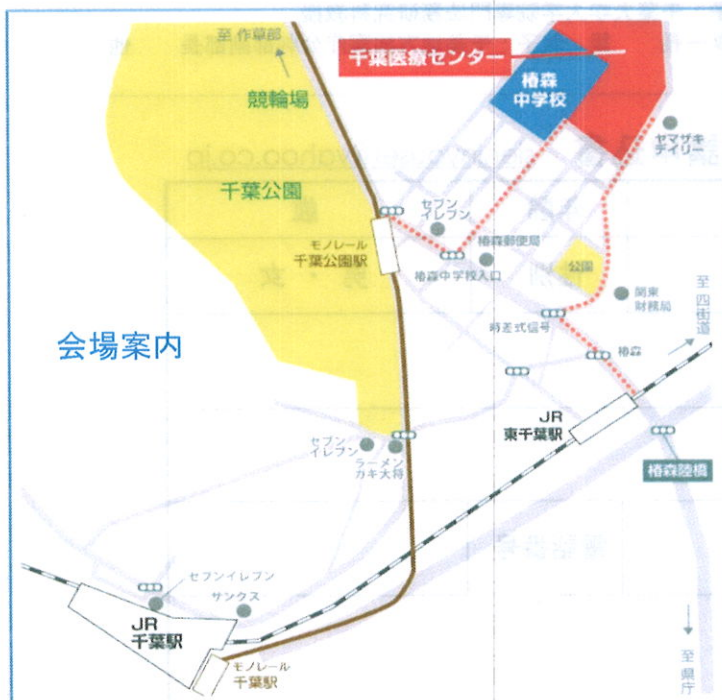 至 作草部
千葉医療センター
競輪場
椿森
中学校
ヤマザキ
デイリー
千葉公園
セブン
イレブン
モノレール
千葉公園駅
椿森郵便局
椿森中学校入口
公園
関東
財務局
至 四街道
時差式信号
会場案内
椿森
JR
東千葉駅
セブン
イレブン
ラーメン
ガキ大将
椿森陸橋
セブンイレブン
サンクス
JR
千葉駅
モノレール
千葉駅
至 県庁